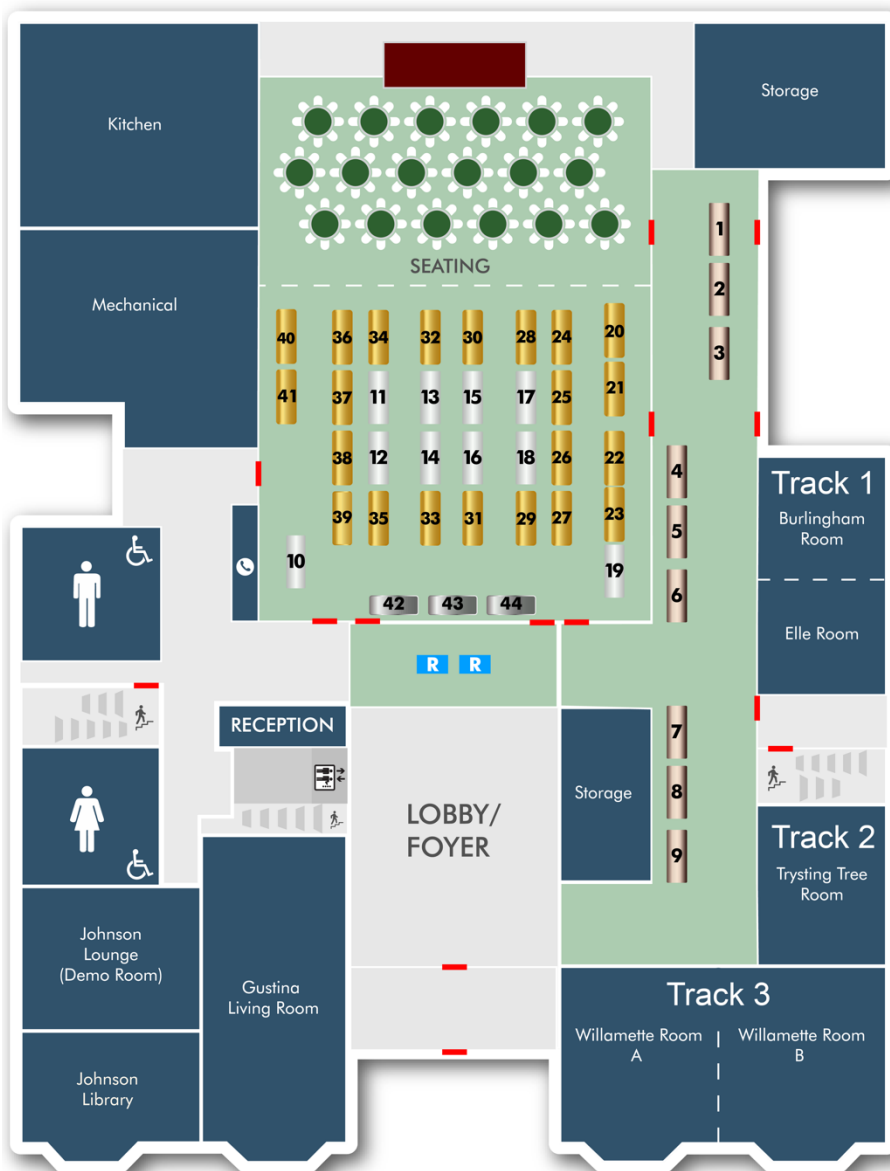 Kitchen
Storage
1
2
SEATING
Mechanical
3
40 36 34 32 30 28 24 20
41 37 11 13 15 17 25 21
38 12 14 16 18 26 22
39 35 33 31 29 27 23
10
19
42 43 44
4
5
6
Track 1
Burlingham
Room
Elle Room
R R
RECEPTION
7
8
9
Storage
LOBBY/
FOYER
Track 2
Trysting Tree
Room
Johnson
Lounge
(Demo Room)
Gustina
Living Room
Johnson
Library
Track 3
Willamette Room
A
Willamette Room
B